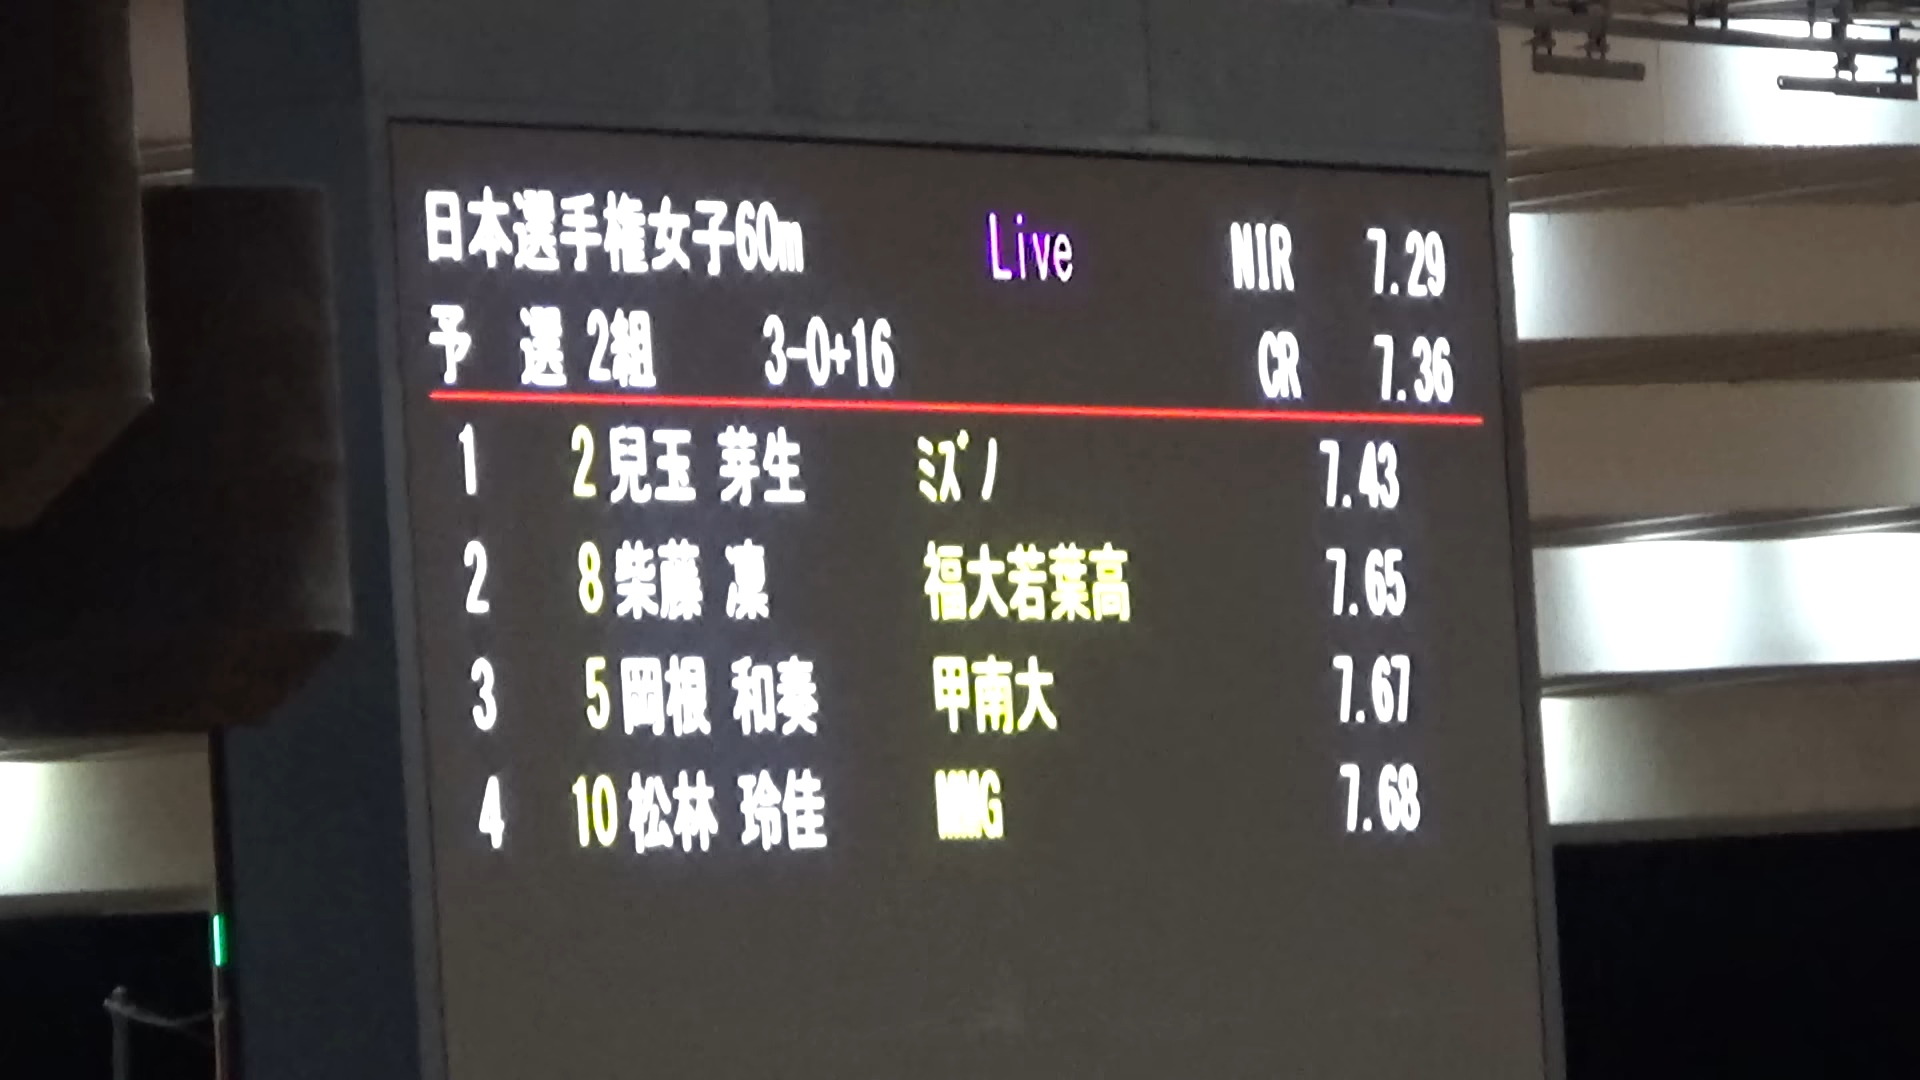 日本選手権女子60m Live NIR 7.29
予 選 2組 3-0+16 CR 7.36
1 2 兒玉 芽生 ﾐｽﾞﾉ 7.43
2 8 柴藤 凜 福大若葉高 7.65
3 5 岡根 和奏 甲南大 7.67
4 10 松林 玲佳 MMG 7.68